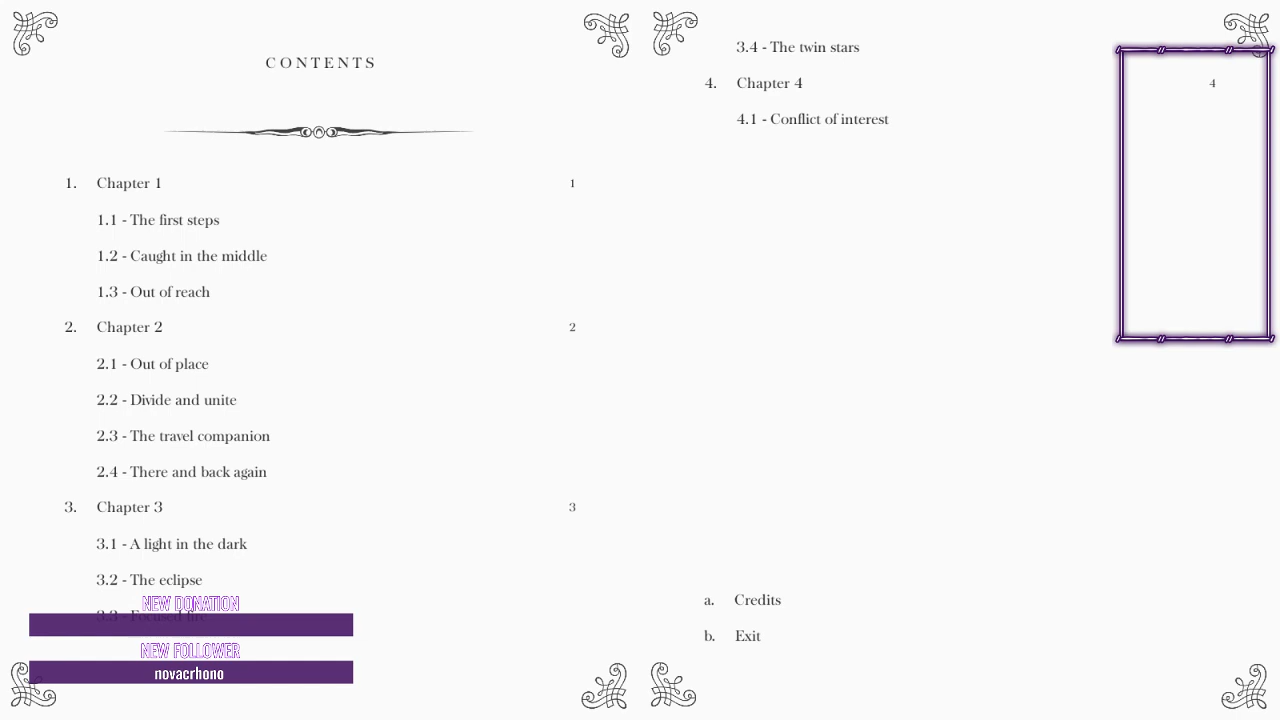 CONTENTS
1. Chapter 1 1
1.1 - The first steps
1.2 - Caught in the middle
1.3 - Out of reach
2. Chapter 2 2
2.1 - Out of place
2.2 - Divide and unite
2.3 - The travel companion
2.4 - There and back again
3. Chapter 3 3
3.1 - A light in the dark
3.2 - The eclipse
3.3 - Focused fire
NEW DONATION
NEW FOLLOWER
novacrhono
3.4 - The twin stars
4. Chapter 4 4
4.1 - Conflict of interest
a. Credits
b. Exit